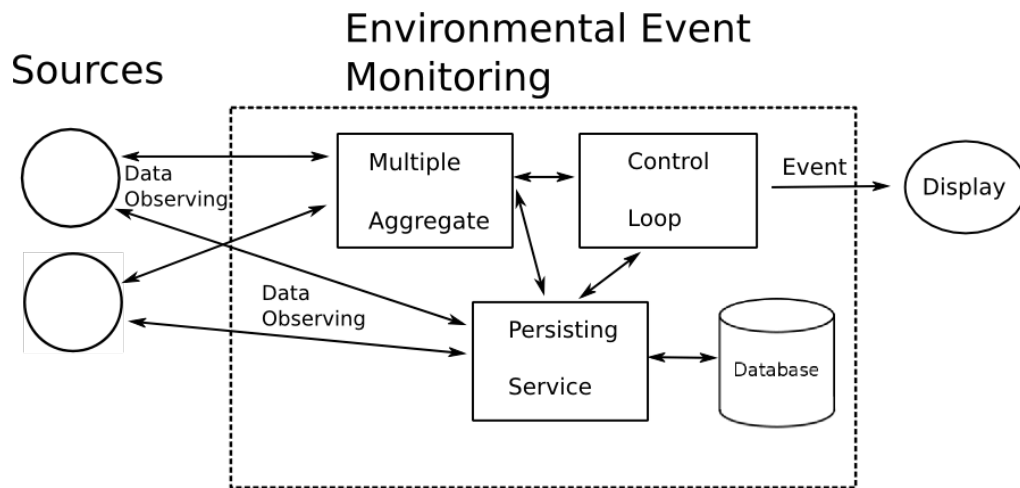 Environmental Event
Monitoring
Sources
Data
Observing
Multiple
Aggregate
Control
Loop
Event
Display
Data
Observing
Persisting
Service
Database